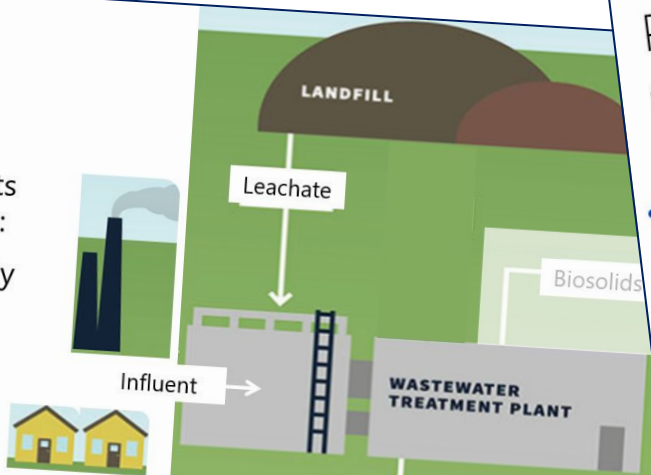 LANDFILL
Leachate
ts
:
y
Biosolids
Influent
WASTEWATER
TREATMENT PLANT